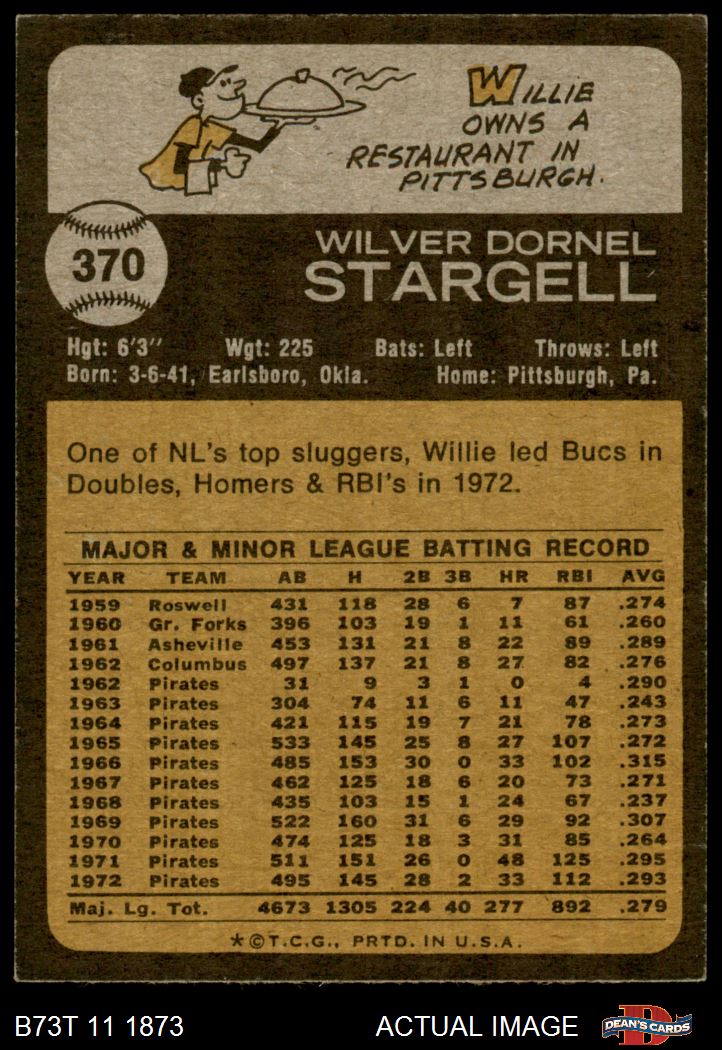 WILLIE
OWNS A
RESTAURANT IN
PITTSBURGH.
370
WILVER DORNEL
STARGELL
Hgt: 6'3" Wgt: 225 Bats: Left Throws: Left
Born: 3-6-41, Earlsboro, Okla. Home: Pittsburgh, Pa.
One of NL's top sluggers, Willie led Bucs in
Doubles, Homers & RBI's in 1972.
MAJOR & MINOR LEAGUE BATTING RECORD
YEAR TEAM AB H 2B 3B HR RBI AVG
1959 Roswell 431 118 28 6 7 87 .274
1960 Gr. Forks 396 103 19 1 11 61 .260
1961 Asheville 453 131 21 8 22 89 .289
1962 Columbus 497 137 21 8 27 82 .276
1962 Pirates 31 9 3 1 0 4 .290
1963 Pirates 304 74 11 6 11 47 .243
1964 Pirates 421 115 19 7 21 78 .273
1965 Pirates 533 145 25 8 27 107 .272
1966 Pirates 485 153 30 0 33 102 .315
1967 Pirates 462 125 18 6 20 73 .271
1968 Pirates 435 103 15 1 24 67 .237
1969 Pirates 522 160 31 6 29 92 .307
1970 Pirates 474 125 18 3 31 85 .264
1971 Pirates 511 151 26 0 48 125 .295
1972 Pirates 495 145 28 2 33 112 .293
Maj. Lg. Tot. 4673 1305 224 40 277 892 .279
*©T.C.G., PRTD. IN U.S.A.
B73T 11 1873 ACTUAL IMAGE DEAN'S CARDS